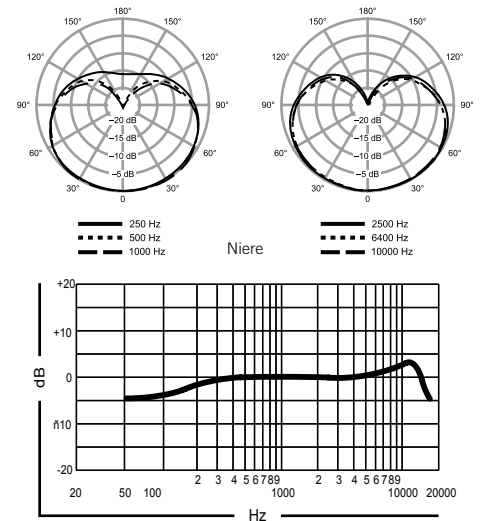 180°
150° 150°
120° 120°
90° 90°
–20 dB
–15 dB
60° 60°
–10 dB
–5 dB
30° 30°
0
180°
150° 150°
120° 120°
90° 90°
–20 dB
–15 dB
60° 60°
–10 dB
–5 dB
30° 30°
0
250 Hz
500 Hz
1000 Hz
2500 Hz
6400 Hz
10000 Hz
Niere
+20
+10
dB
0
ñ10
-20
2 3 4 5 6 7 8 9 2 3 4 5 6 7 8 9
20 50 100 1000 10000 20000
Hz